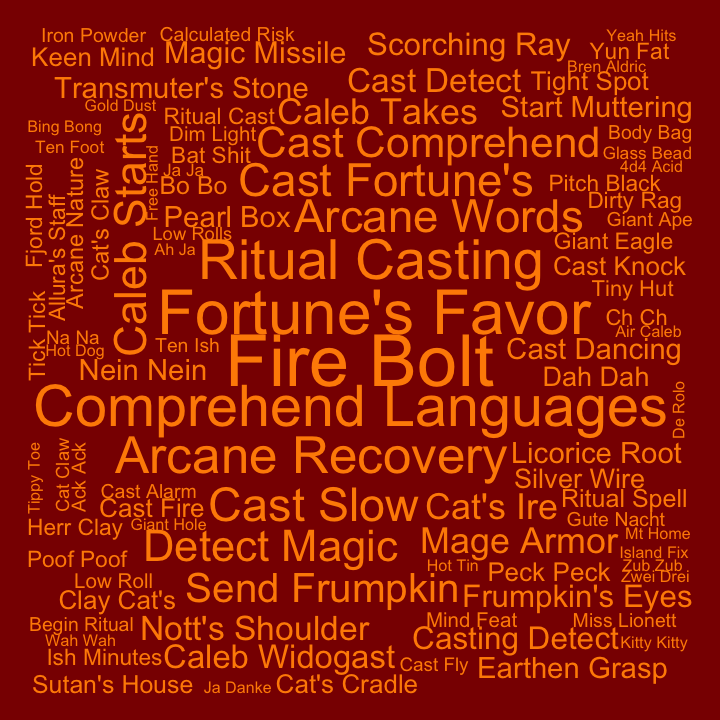 Iron Powder
Calculated Risk
Yeah Hits
Keen Mind
Magic Missile
Scorching Ray
Yun Fat
Bren Aldric
Transmuter's Stone
Cast Detect
Tight Spot
Gold Dust
Ritual Cast
Caleb Takes
Start Muttering
Bing Bong
Dim Light
Cast Comprehend
Body Bag
Ten Foot
Bat Shit
Glass Bead
Caleb Starts
Free Hand
Ja Ja
Cast Fortune's
4d4 Acid
Fjord Hold
Allura's Staff
Arcane Nature
Cat's Claw
Bo Bo
Pitch Black
Dirty Rag
Pearl Box
Arcane Words
Giant Ape
Low Rolls
Ah Ja
Ritual Casting
Giant Eagle
Cast Knock
Tiny Hut
Tick Tick
Fortune's Favor
Ch Ch
Air Caleb
Na Na
Hot Dog
Ten Ish
Fire Bolt
Cast Dancing
Nein Nein
Dah Dah
Comprehend Languages
De Rolo
Tippy Toe
Cat Claw
Ack Ack
Arcane Recovery
Licorice Root
Silver Wire
Cast Alarm
Cast Fire
Cast Slow
Cat's Ire
Ritual Spell
Herr Clay
Giant Hole
Gute Nacht
Detect Magic
Mage Armor
Mt Home
Island Fix
Poof Poof
Hot Tin
Peck Peck
Zub Zub
Zwei Drei
Low Roll
Send Frumpkin
Frumpkin's Eyes
Clay Cat's
Begin Ritual
Nott's Shoulder
Mind Feat
Miss Lionett
Wah Wah
Casting Detect
Kitty Kitty
Ish Minutes
Caleb Widogast
Cast Fly
Earthen Grasp
Sutan's House
Ja Danke
Cat's Cradle